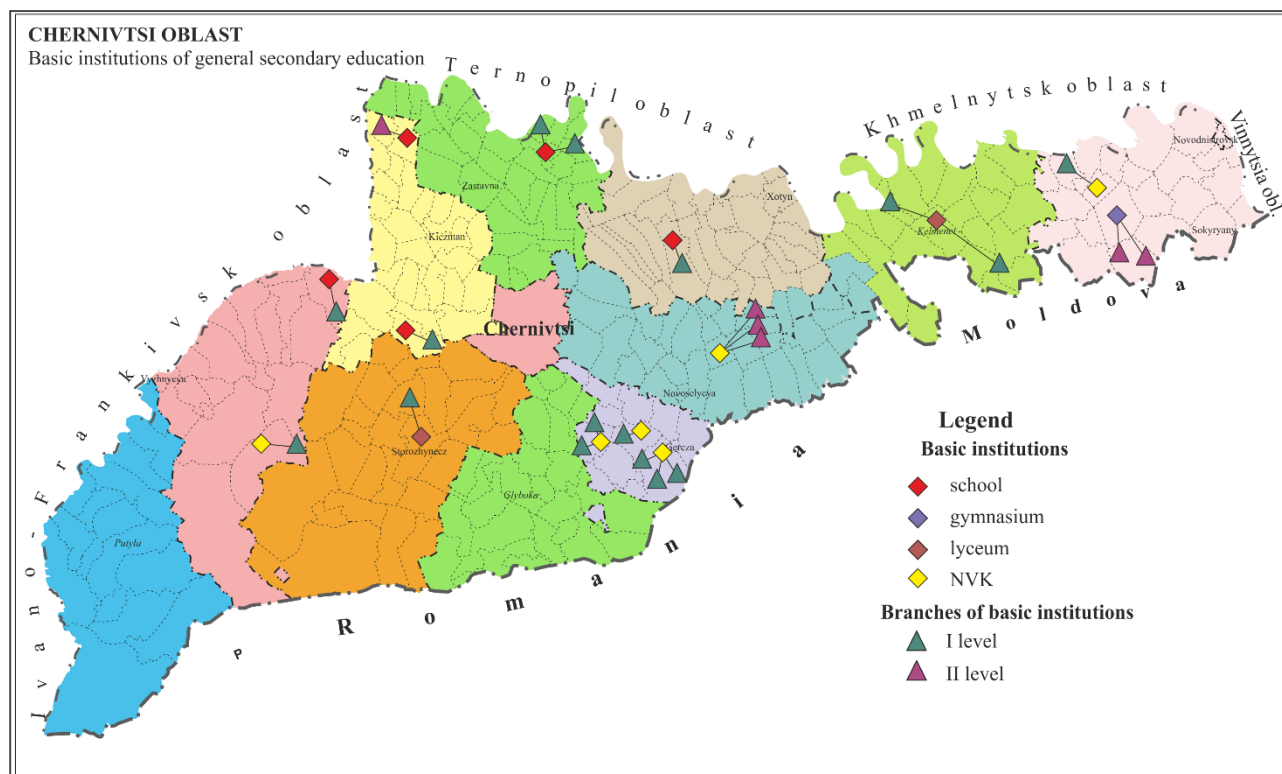 CHERNIVTSI OBLAST
Basic institutions of general secondary education
Ternopil oblast
Khmelnytsk oblast
Vinnytsia obl.
Ivano-Frankivsk oblast
Moldova
Romania
Novodnistrovsk
Zastavna
Xotyn
Kiczman
Kelmenci
Sokyryany
Chernivtsi
Vyzhnycya
Novoselycya
Storozhynecz
Glyboka
Putyla
P
Legend
Basic institutions
school
gymnasium
lyceum
NVK
Branches of basic institutions
I level
II level